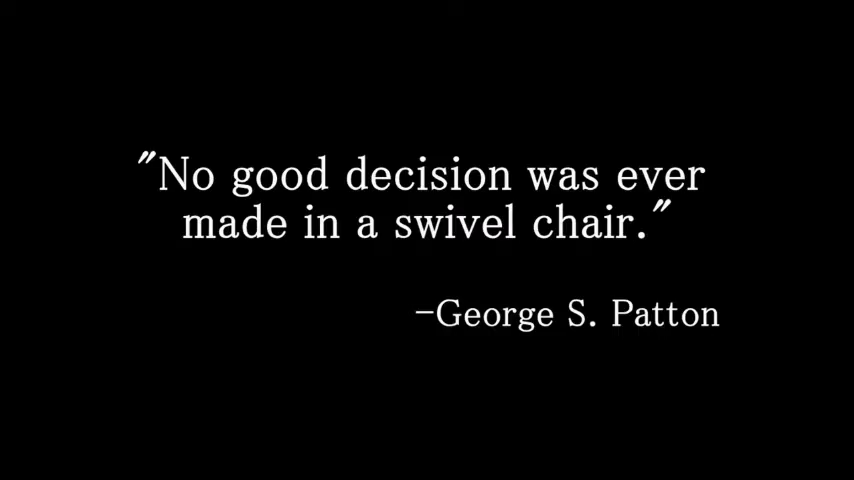 "No good decision was ever
made in a swivel chair."
-George S. Patton